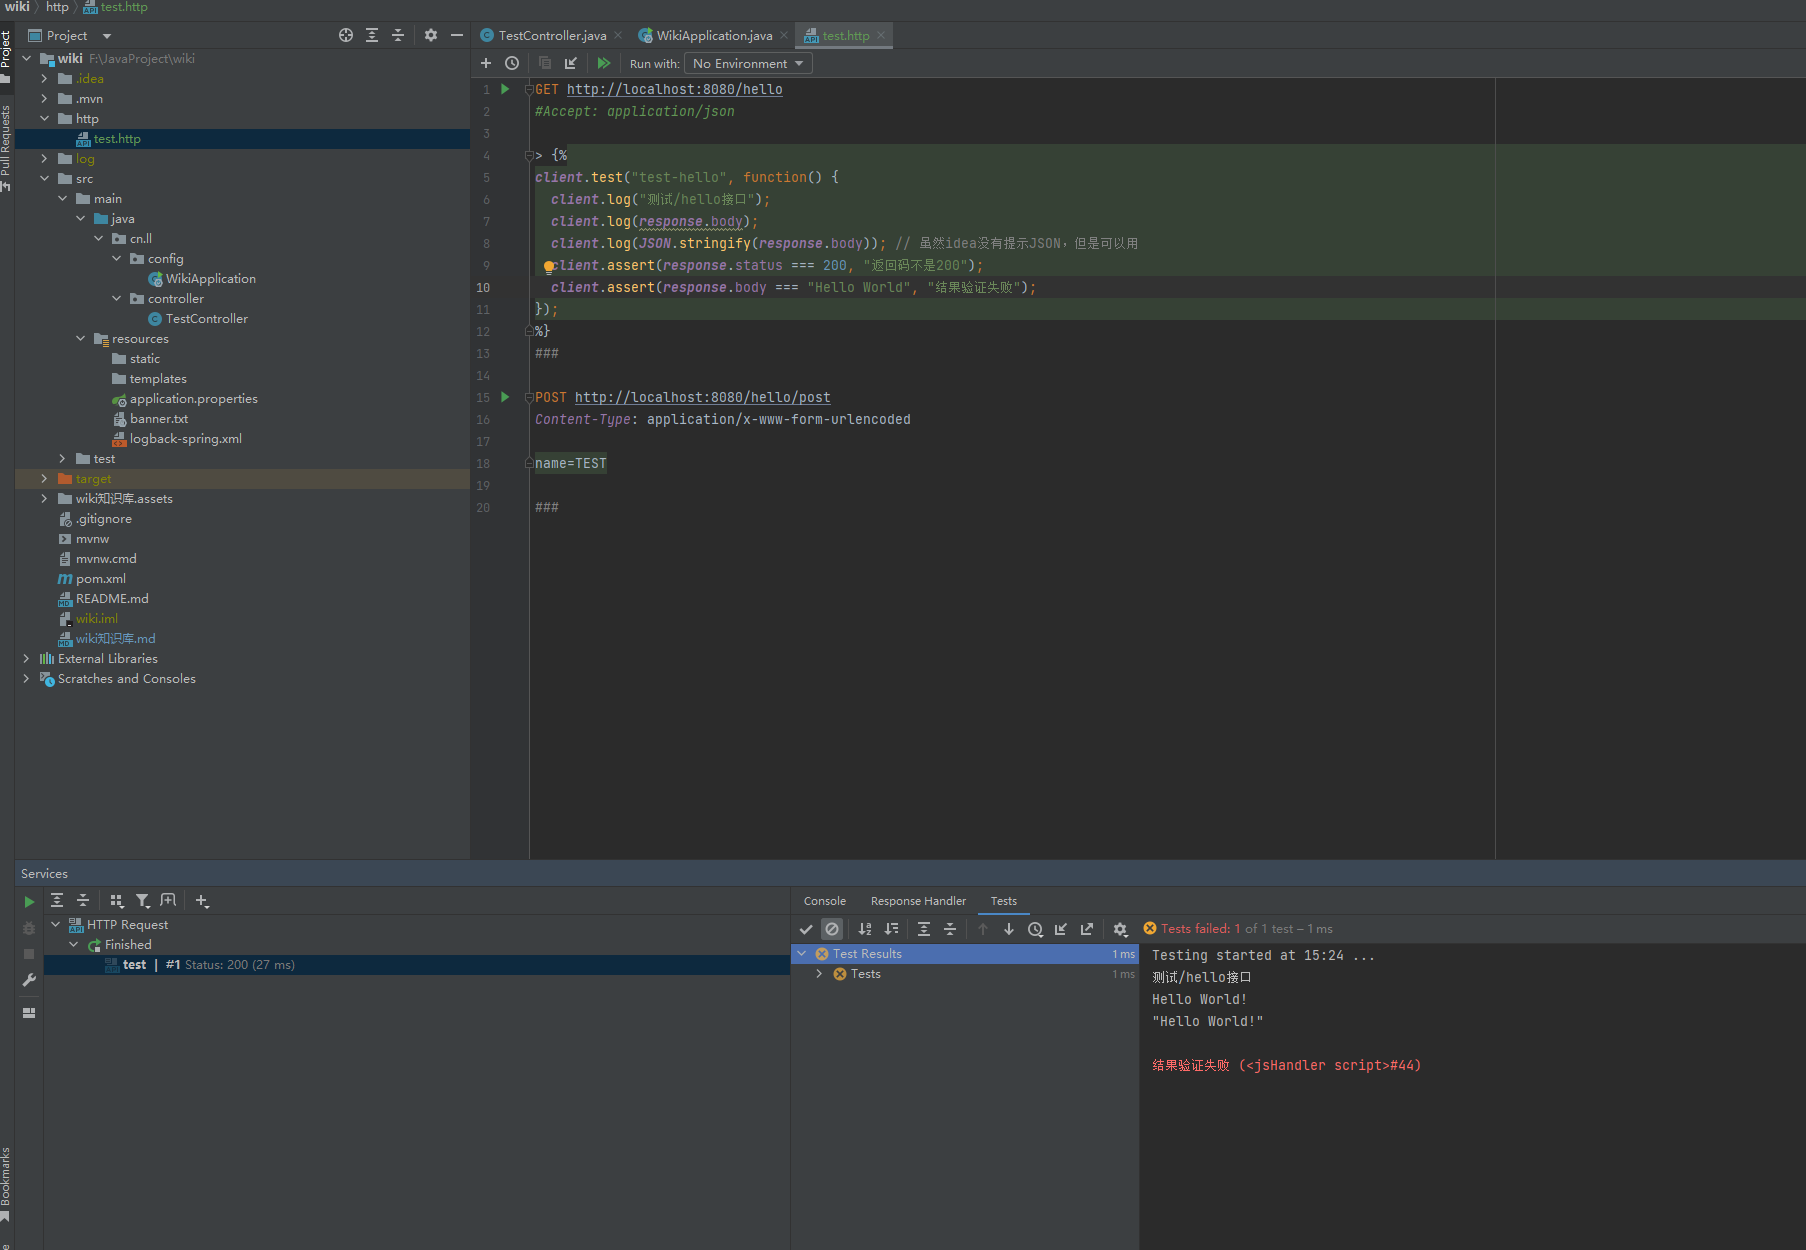 wiki http test.http
Project
Pull Requests
Bookmarks
Project
wiki F:\JavaProject\wiki
.idea
.mvn
http
test.http
log
src
main
java
cn.ll
config
WikiApplication
controller
TestController
resources
static
templates
application.properties
banner.txt
logback-spring.xml
test
target
wiki知识库.assets
.gitignore
mvnw
mvnw.cmd
pom.xml
README.md
wiki.iml
wiki知识库.md
External Libraries
Scratches and Consoles
TestController.java WikiApplication.java test.http
Run with: No Environment
1 GET http://localhost:8080/hello
2 #Accept: application/json
3
4 > {%
5 client.test("test-hello", function() {
6 client.log("测试/hello接口");
7 client.log(response.body);
8 client.log(JSON.stringify(response.body)); // 虽然idea没有提示JSON，但是可以用
9 client.assert(response.status === 200, "返回码不是200");
10 client.assert(response.body === "Hello World", "结果验证失败");
11 });
12 %}
13 ###
14
15 POST http://localhost:8080/hello/post
16 Content-Type: application/x-www-form-urlencoded
17
18 name=TEST
19
20 ###
Services
HTTP Request
Finished
test | #1 Status: 200 (27 ms)
Console Response Handler Tests
Tests failed: 1 of 1 test – 1 ms
Test Results 1 ms
Tests 1 ms
Testing started at 15:24 ...
测试/hello接口
Hello World!
"Hello World!"
结果验证失败 (<jsHandler script>#44)